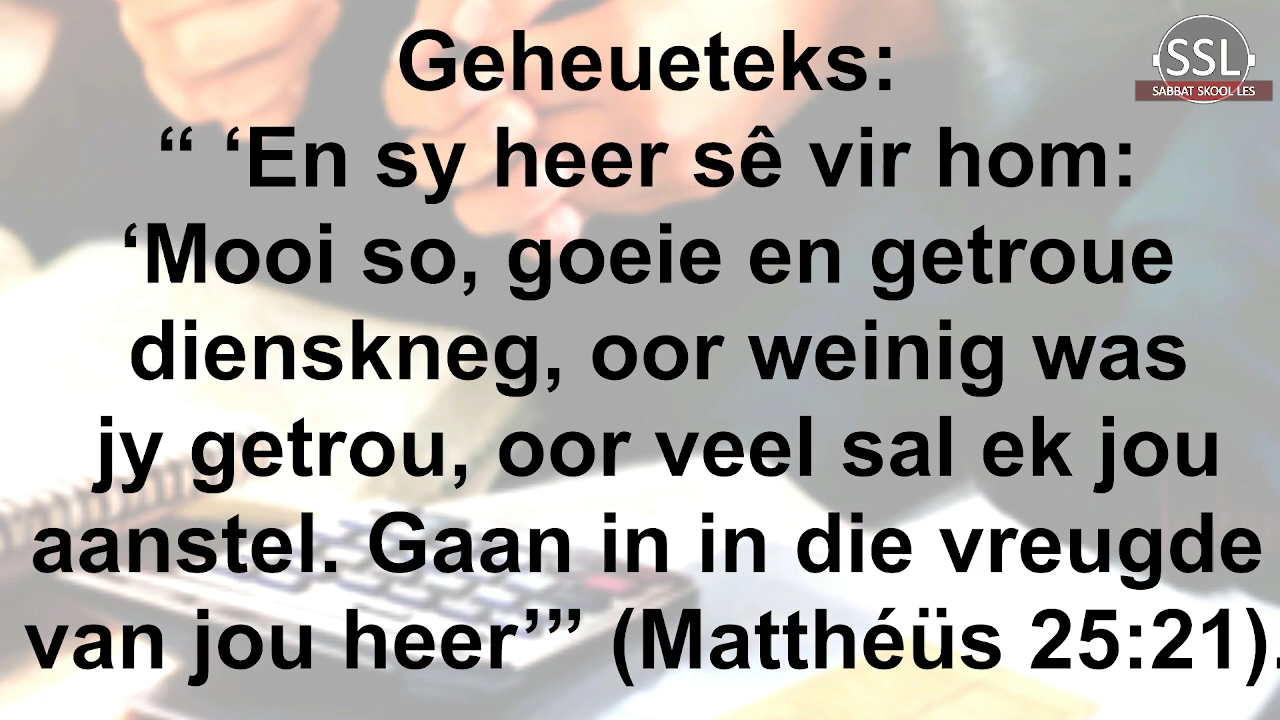 Geheueteks:
“ ‘En sy heer sê vir hom:
‘Mooi so, goeie en getroue
dienskneg, oor weinig was
jy getrou, oor veel sal ek jou
aanstel. Gaan in in die vreugde
van jou heer’” (Matthéüs 25:21).
SSL
SABBAT SKOOL LES